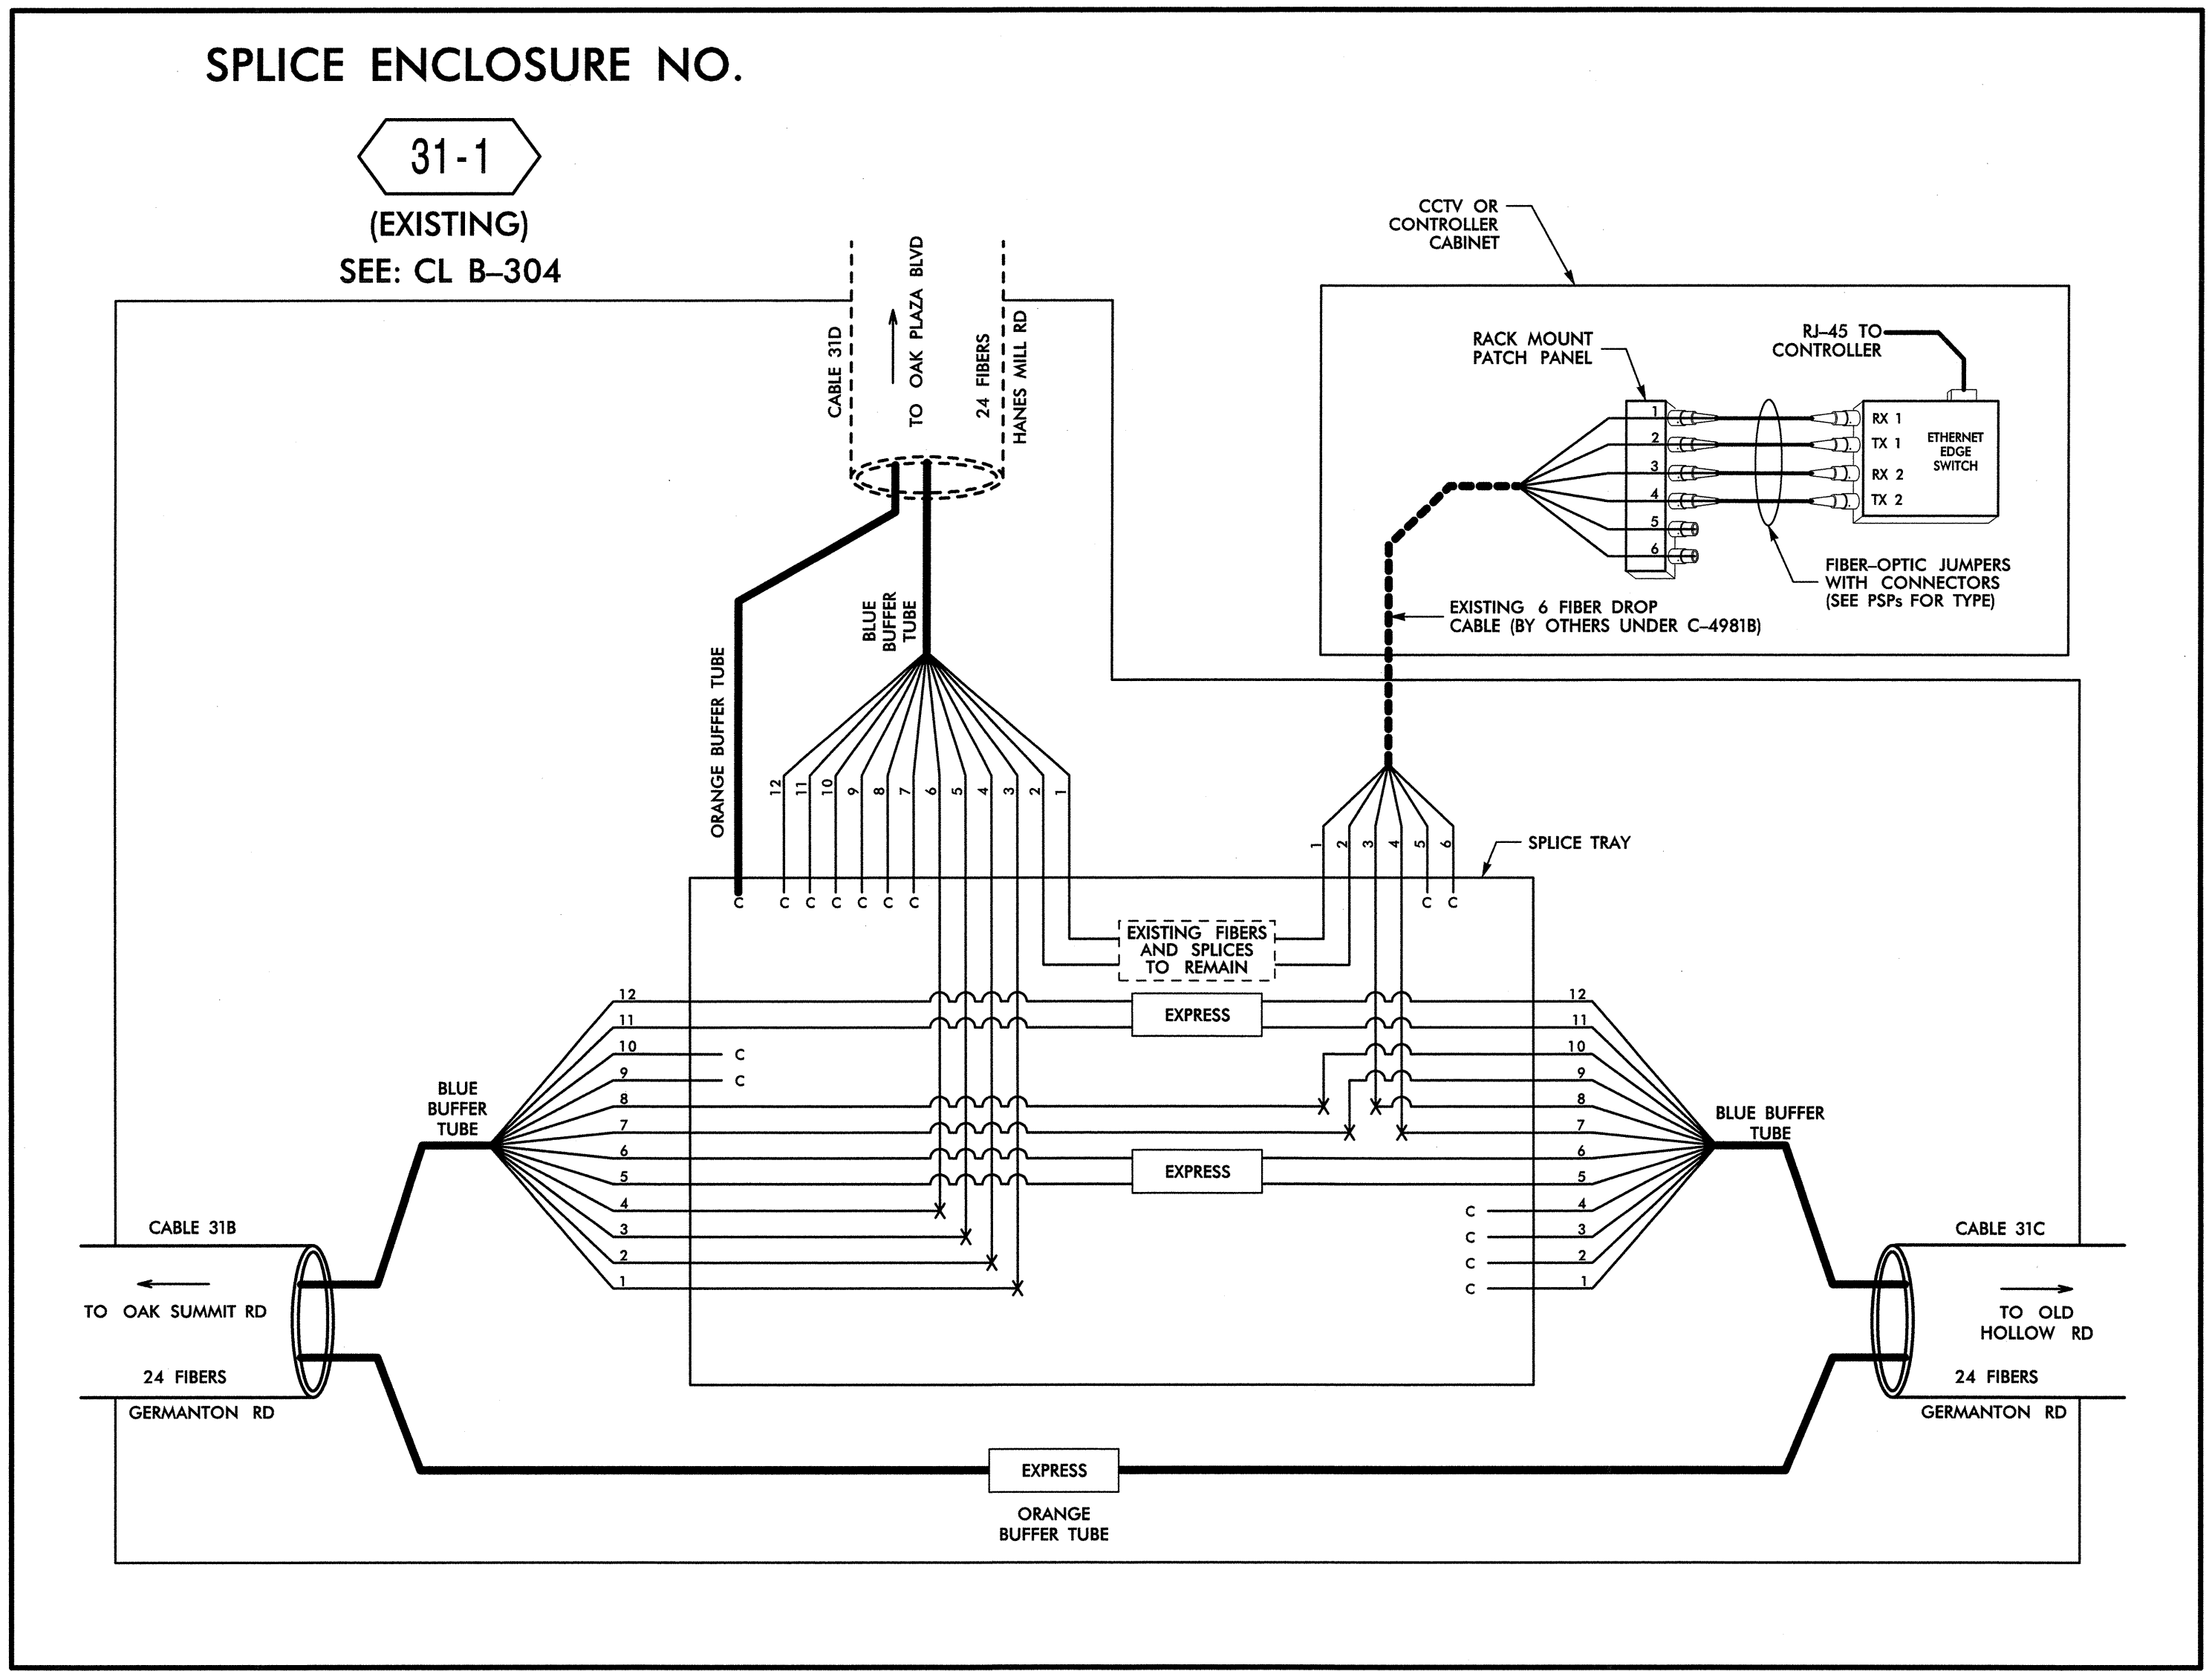 SPLICE ENCLOSURE NO.
31-1
(EXISTING)
SEE: CL B-304
CABLE 31D
TO OAK PLAZA BLVD
24 FIBERS
HANES MILL RD
CCTV OR
CONTROLLER
CABINET
RACK MOUNT
PATCH PANEL
RJ-45 TO
CONTROLLER
1
2
3
4
5
6
RX 1
TX 1
RX 2
TX 2
ETHERNET
EDGE
SWITCH
FIBER-OPTIC JUMPERS
WITH CONNECTORS
(SEE PSPs FOR TYPE)
EXISTING 6 FIBER DROP
CABLE (BY OTHERS UNDER C-4981B)
ORANGE BUFFER TUBE
BLUE
BUFFER
TUBE
12 11 10 9 8 7 6 5 4 3 2 1
1 2 3 4 5 6
SPLICE TRAY
C C C C C C C
C C
EXISTING FIBERS
AND SPLICES
TO REMAIN
12
11
10 C
9 C
8
7
6
5
4
3
2
1
EXPRESS
EXPRESS
12
11
10
9
8
7
6
5
C 4
C 3
C 2
C 1
BLUE
BUFFER
TUBE
BLUE BUFFER
TUBE
CABLE 31B
TO OAK SUMMIT RD
24 FIBERS
GERMANTON RD
CABLE 31C
TO OLD
HOLLOW RD
24 FIBERS
GERMANTON RD
EXPRESS
ORANGE
BUFFER TUBE